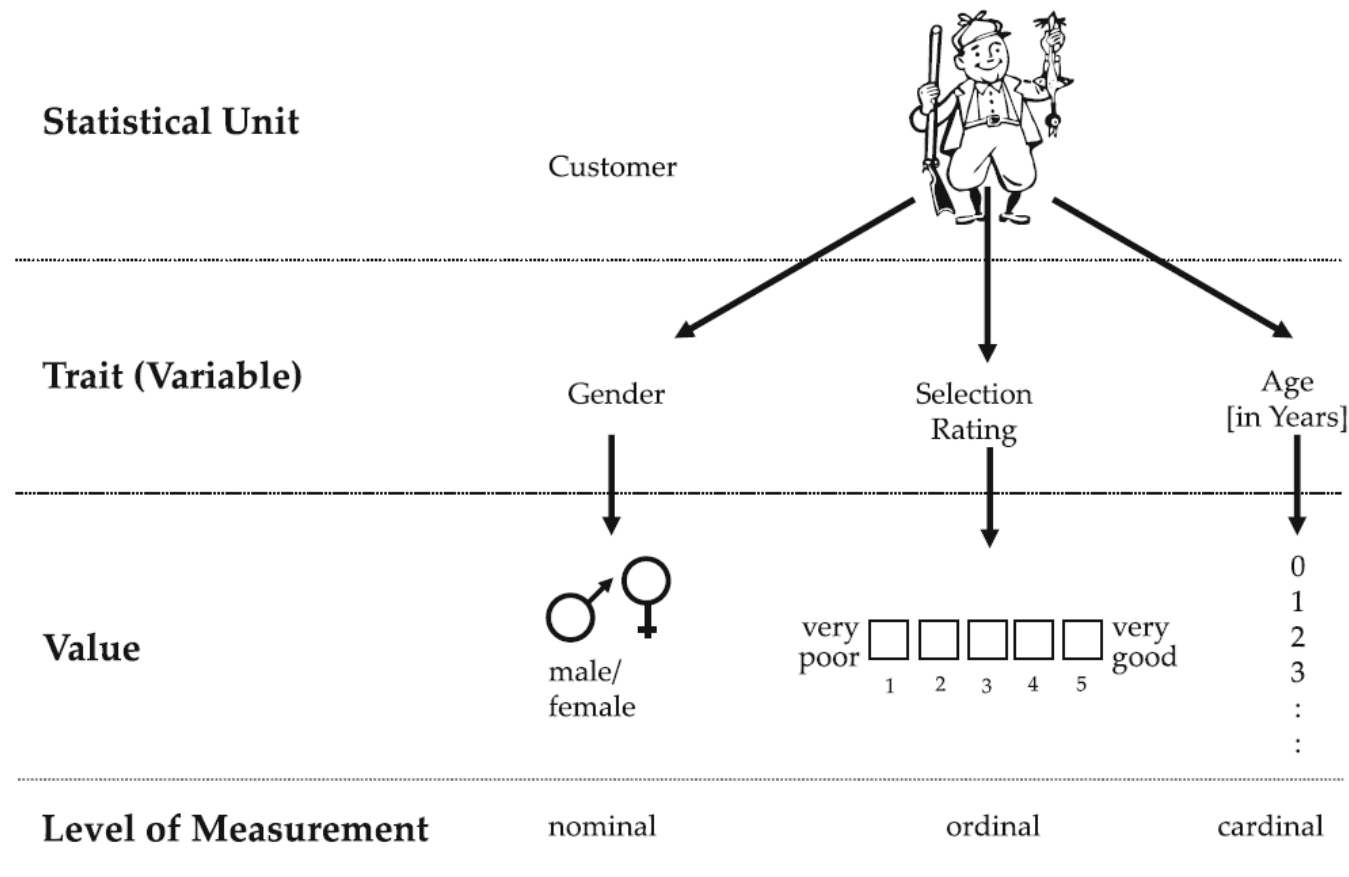 Statistical Unit
Customer
Trait (Variable)
Gender
Selection
Rating
Age
[in Years]
Value
male/
female
very
poor
1 2 3 4 5
very
good
0
1
2
3
:
:
Level of Measurement
nominal
ordinal
cardinal